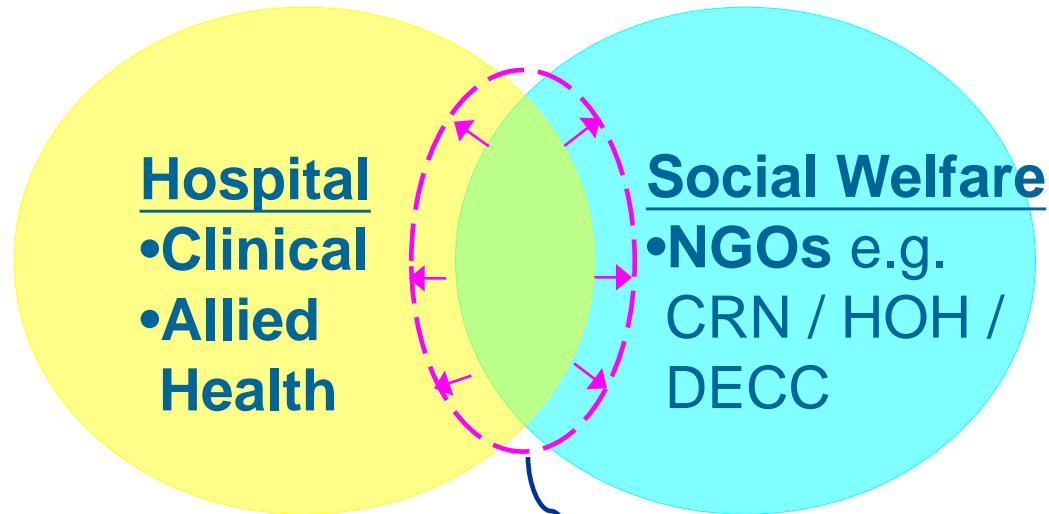 Hospital
•Clinical
•Allied
Health
Social Welfare
•NGOs e.g.
CRN / HOH /
DECC